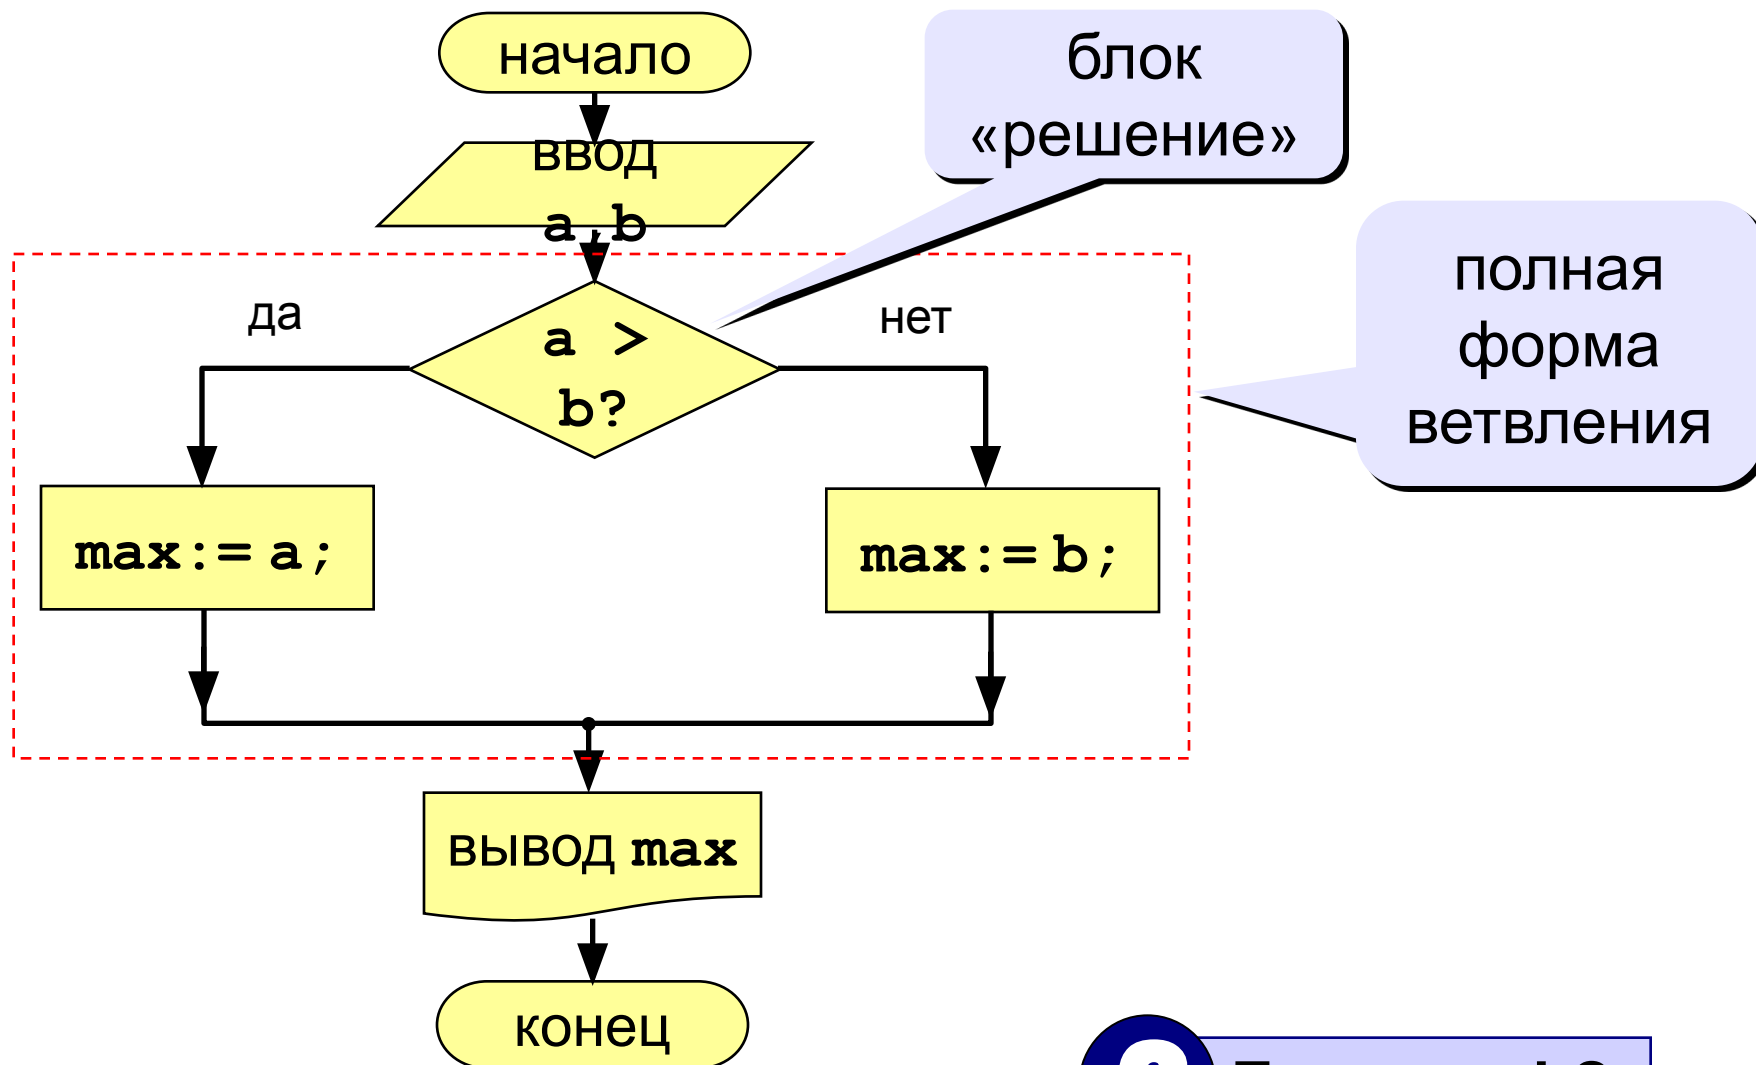 начало
блок
«решение»
ввод
a,b
полная
форма
ветвления
да
нет
a >
b?
max:= a;
max:= b;
вывод max
конец